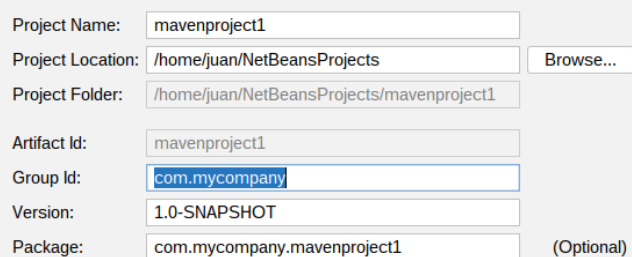 Project Name: mavenproject1
Project Location: /home/juan/NetBeansProjects Browse...
Project Folder: /home/juan/NetBeansProjects/mavenproject1
Artifact Id: mavenproject1
Group Id: com.mycompany
Version: 1.0-SNAPSHOT
Package: com.mycompany.mavenproject1 (Optional)